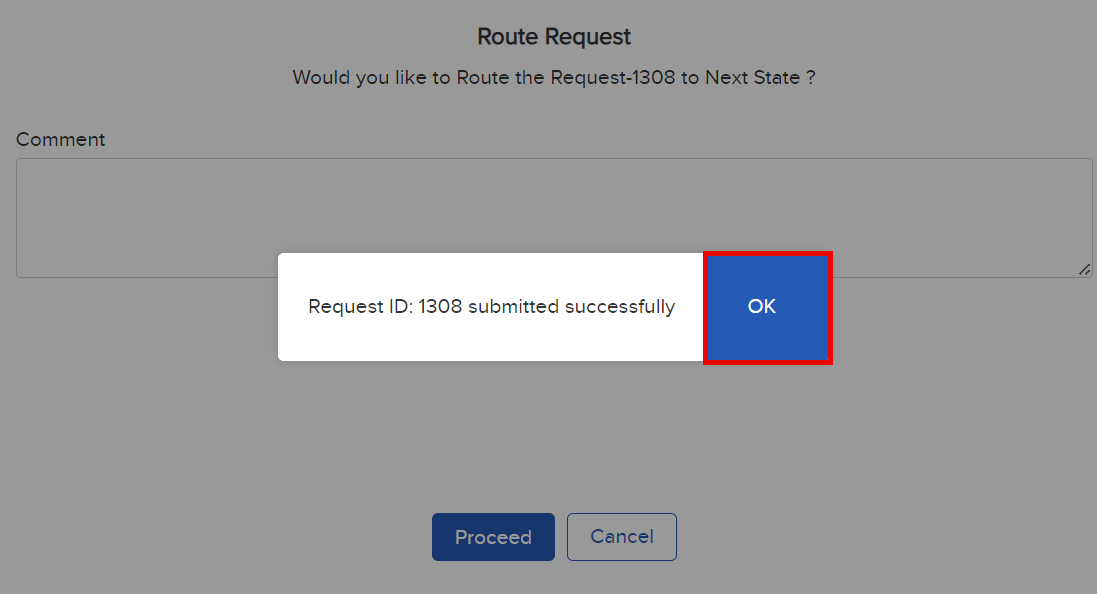 Route Request
Would you like to Route the Request-1308 to Next State ?
Comment
Request ID: 1308 submitted successfully
OK
Proceed
Cancel